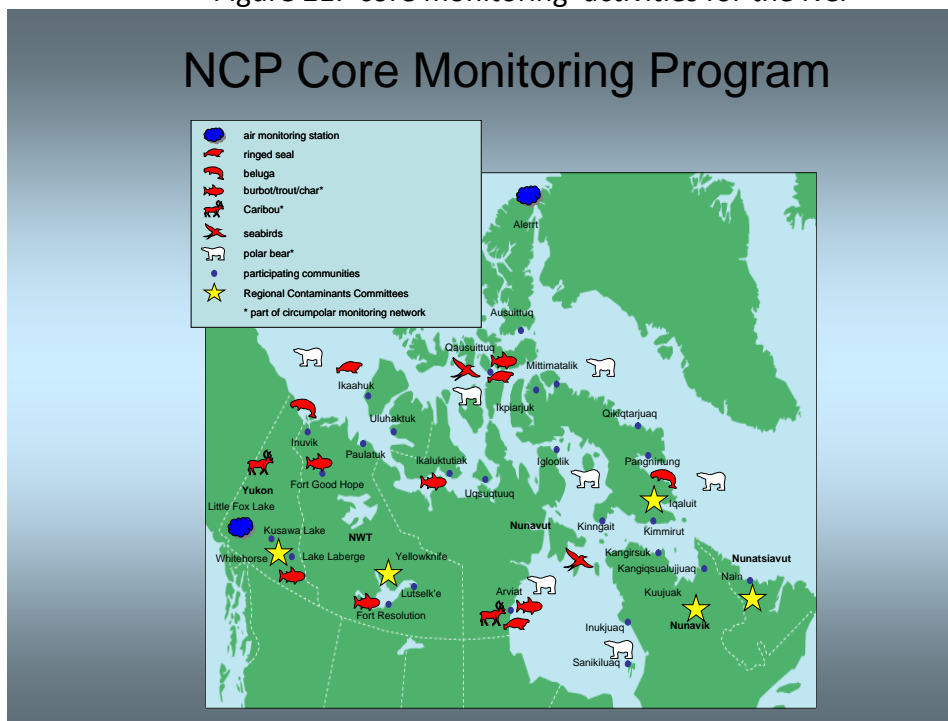 NCP Core Monitoring Program
air monitoring station
ringed seal
beluga
burbot/trout/char*
Caribou*
seabirds
polar bear*
participating communities
Regional Contaminants Committees
* part of circumpolar monitoring network
Alerrt
Ausuittuq
Qausuittuq
Mittimatalik
Ikaahuk
Ikpiarjuk
Uluhaktuk
Qikiqtarjuaq
Inuvik
Paulatuk
Ikaluktutiak
Igloolik
Pangnirtung
Fort Good Hope
Uqsuqtuuq
Yukon
Iqaluit
Little Fox Lake
Nunavut
Kinngait
Kimmirut
Kusawa Lake
NWT
Whitehorse
Lake Laberge
Yellowknife
Kangirsuk
Nunatsiavut
Kangiqsualujjuaq
Nain
Lutselk'e
Arviat
Kuujuak
Fort Resolution
Inukjuaq
Nunavik
Sanikiluaq